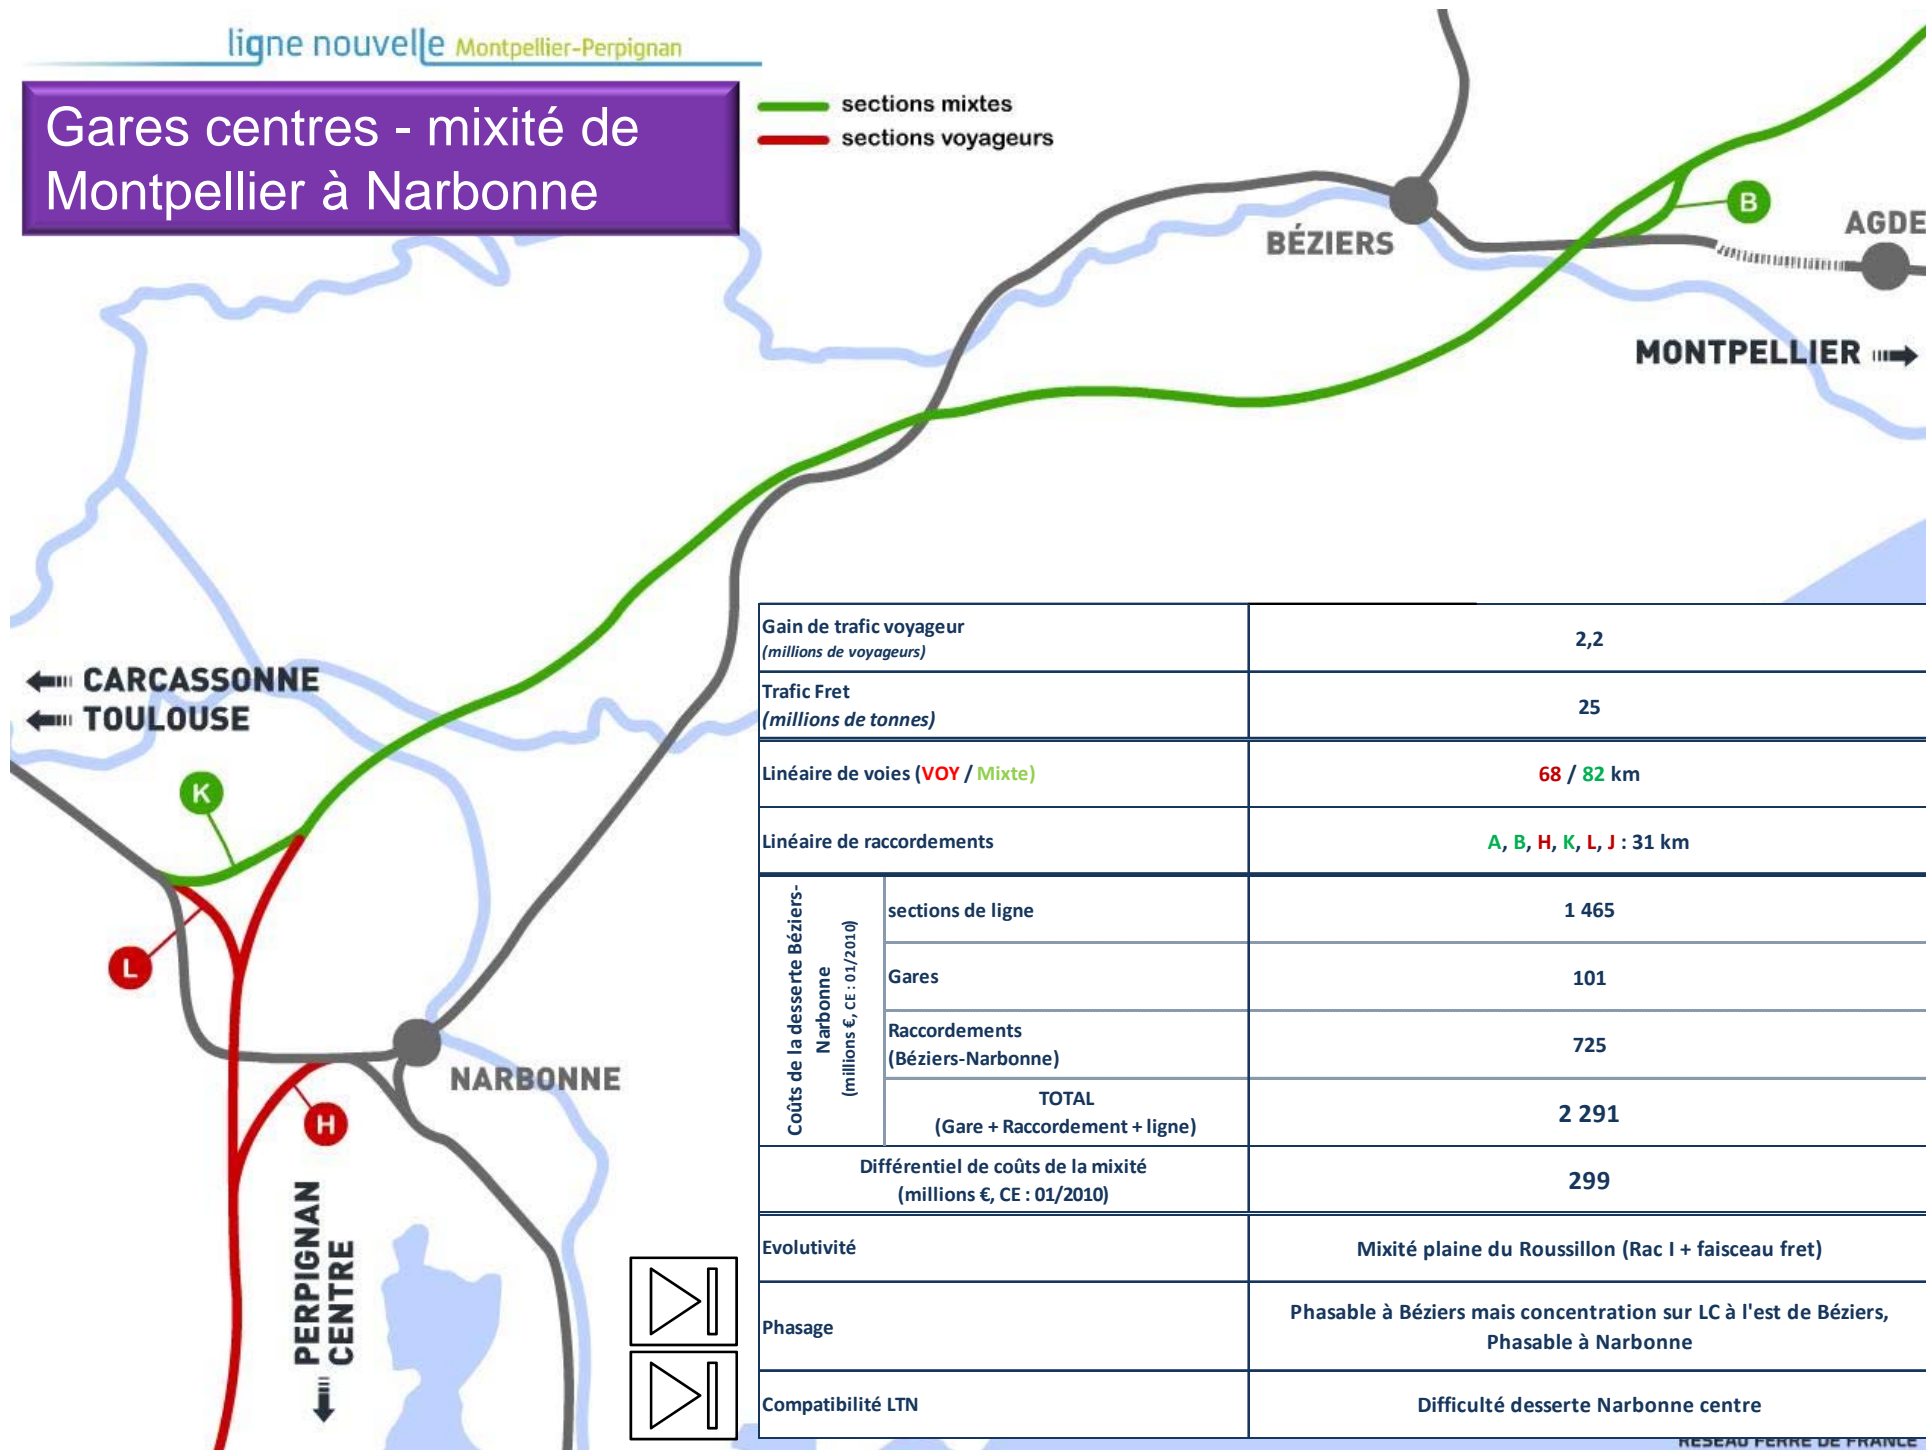 ligne nouvelle Montpellier-Perpignan
Gares centres - mixité de
Montpellier à Narbonne
sections mixtes
sections voyageurs
B
AGDE
BÉZIERS
MONTPELLIER
CARCASSONNE
TOULOUSE
K
L
NARBONNE
H
PERPIGNAN
CENTRE
Gain de trafic voyageur
(millions de voyageurs)
2,2
Trafic Fret
(millions de tonnes)
25
Linéaire de voies (VOY / Mixte)
68 / 82 km
Linéaire de raccordements
A, B, H, K, L, J : 31 km
Coûts de la desserte Béziers-
Narbonne
(millions €, CE : 01/2010)
sections de ligne
1 465
Gares
101
Raccordements
(Béziers-Narbonne)
725
TOTAL
(Gare + Raccordement + ligne)
2 291
Différentiel de coûts de la mixité
(millions €, CE : 01/2010)
299
Evolutivité
Mixité plaine du Roussillon (Rac I + faisceau fret)
Phasage
Phasable à Béziers mais concentration sur LC à l'est de Béziers,
Phasable à Narbonne
Compatibilité LTN
Difficulté desserte Narbonne centre
RESEAU FERRE DE FRANCE